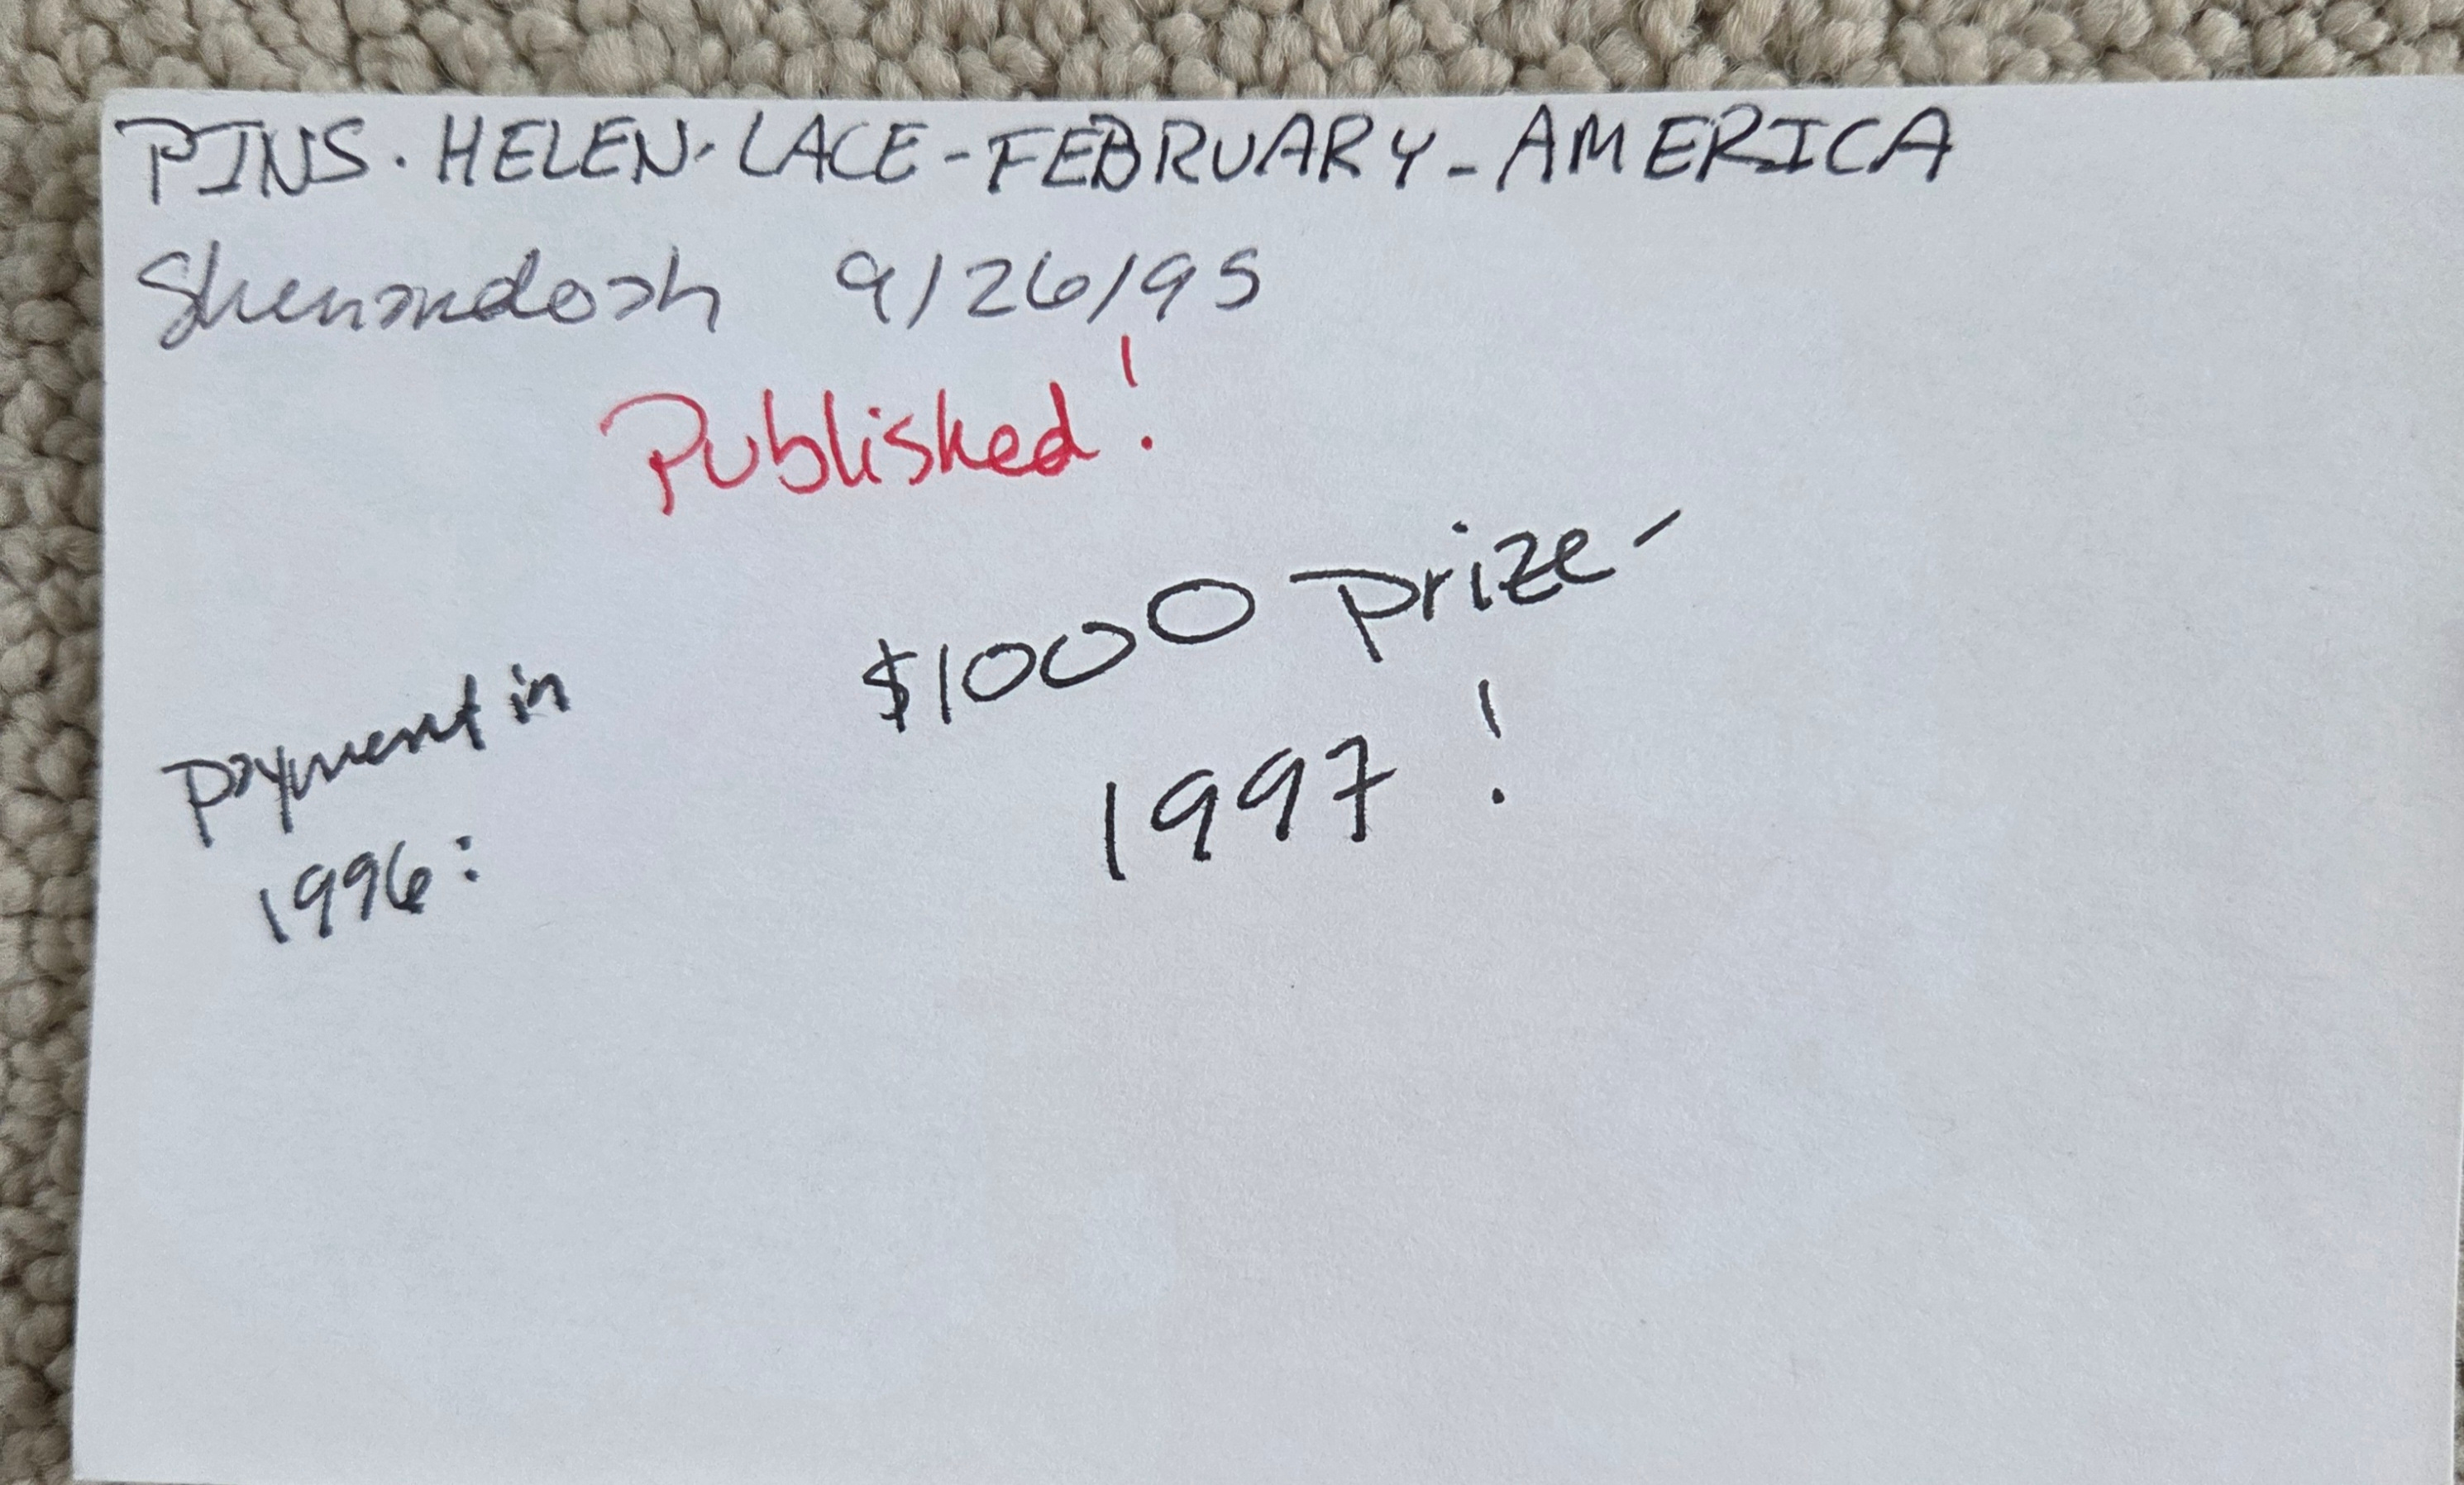 PINS. HELEN-LACE-FEBRUARY-AMERICA
Shenandoah 9/26/95
Published!
$1000 prize-
1997!
payment in
1996: